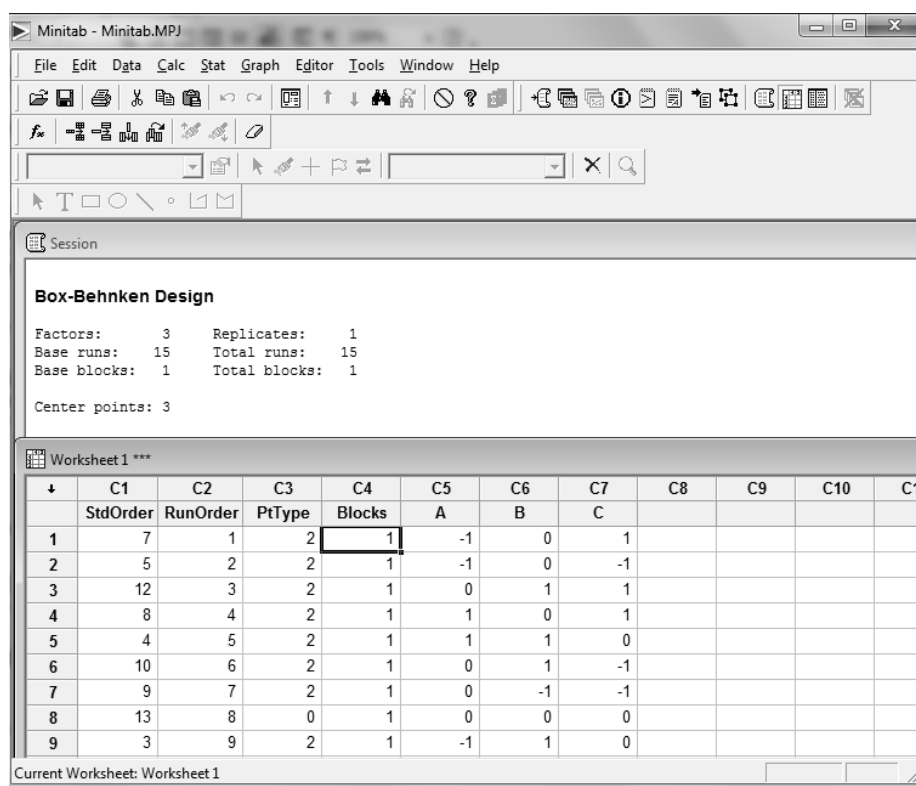 Minitab - Minitab.MPJ
File Edit Data Calc Stat Graph Editor Tools Window Help
Session
Box-Behnken Design
Factors: 3 Replicates: 1
Base runs: 15 Total runs: 15
Base blocks: 1 Total blocks: 1
Center points: 3
Worksheet 1 ***
C1 C2 C3 C4 C5 C6 C7 C8 C9 C10
StdOrder RunOrder PtType Blocks A B C
1 7 1 2 1 -1 0 1
2 5 2 2 1 -1 0 -1
3 12 3 2 1 0 1 1
4 8 4 2 1 1 0 1
5 4 5 2 1 1 1 0
6 10 6 2 1 0 1 -1
7 9 7 2 1 0 -1 -1
8 13 8 0 1 0 0 0
9 3 9 2 1 -1 1 0
Current Worksheet: Worksheet 1